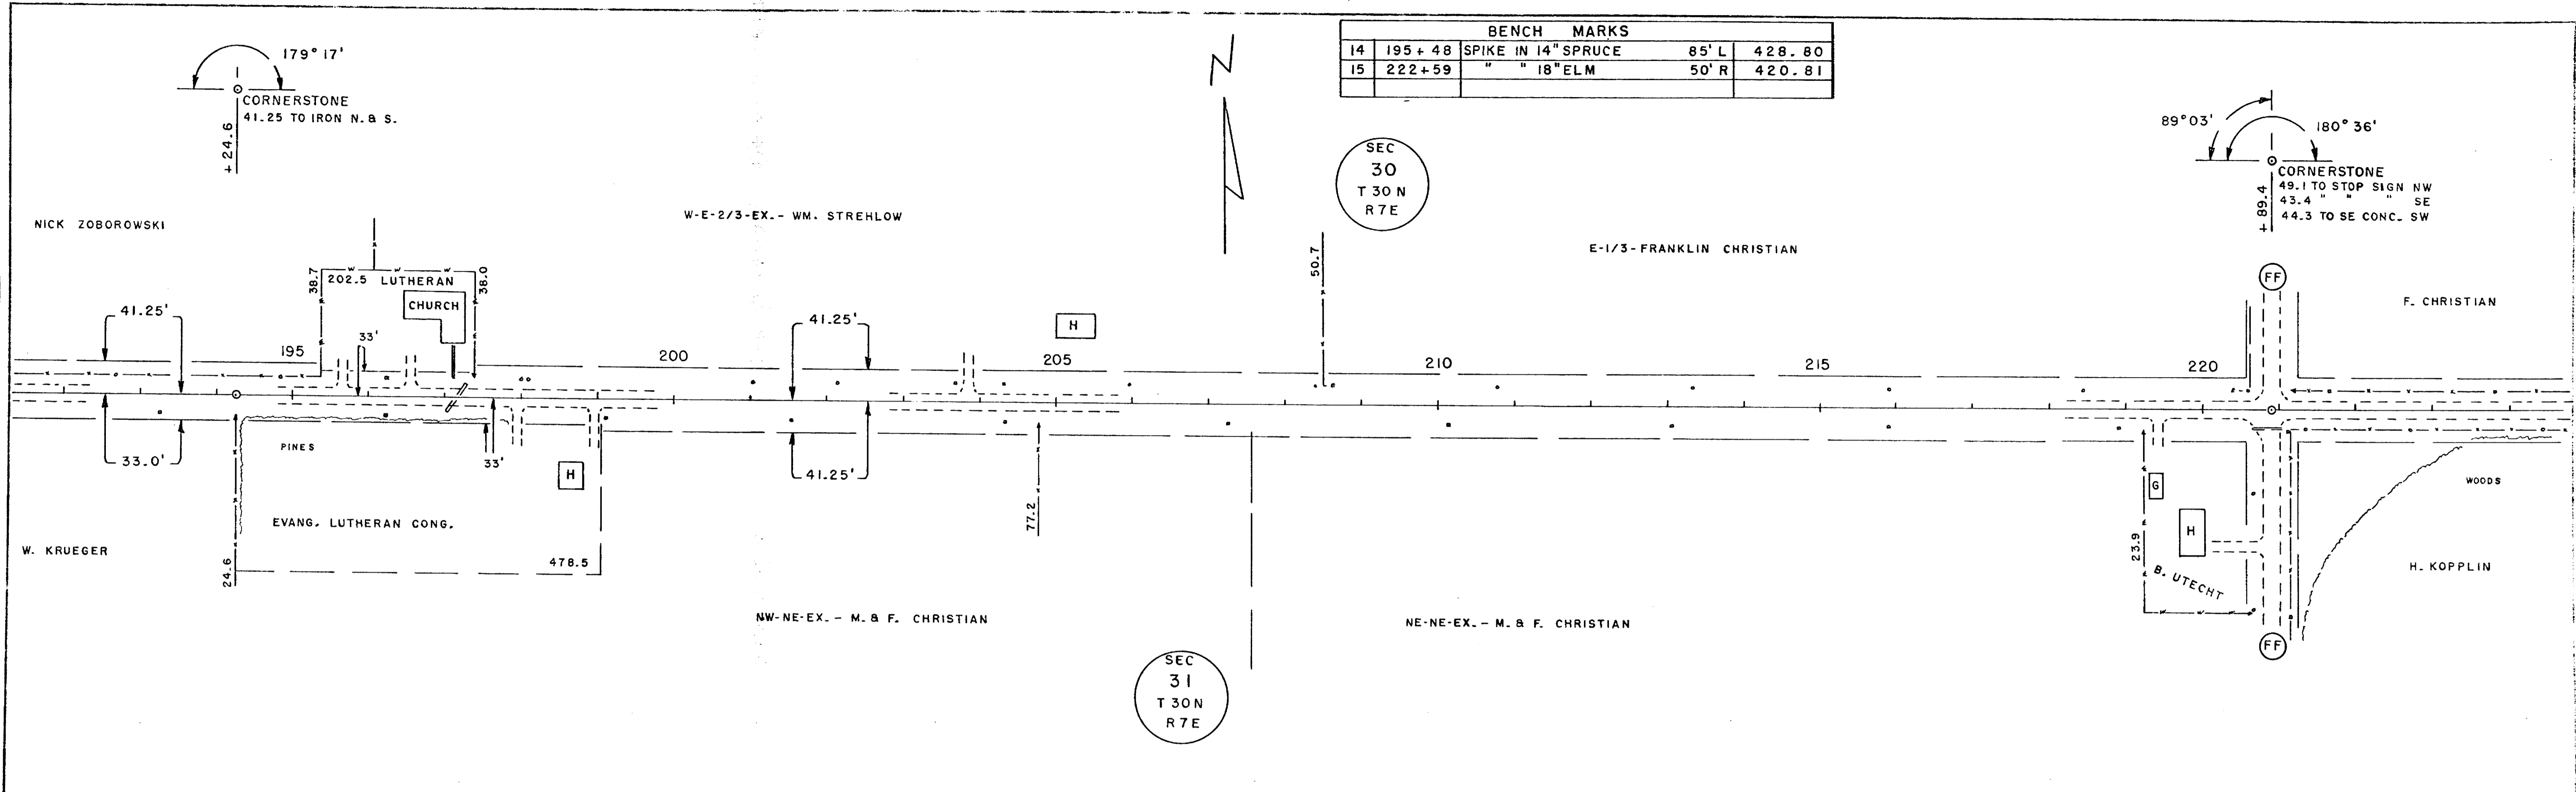 BENCH MARKS
14 195+48 SPIKE IN 14" SPRUCE 85' L 428.80
15 222+59 " " 18" ELM 50' R 420.81
179° 17'
CORNERSTONE
41.25 TO IRON N. & S.
+24.6
89° 03'
180° 36'
CORNERSTONE
49.1 TO STOP SIGN NW
43.4 " " " SE
44.3 TO SE CONC. SW
+89.4
SEC
30
T 30 N
R 7 E
NICK ZOBOROWSKI
W-E-2/3-EX.- WM. STREHLOW
E-1/3-FRANKLIN CHRISTIAN
F. CHRISTIAN
38.7
202.5 LUTHERAN
38.0
CHURCH
50.7
FF
41.25'
33'
41.25'
H
195
200
205
210
215
220
33.0'
PINES
33'
H
41.25'
77.2
G
H
23.9
B. UTECHT
WOODS
EVANG. LUTHERAN CONG.
W. KRUEGER
24.6
478.5
H. KOPPLIN
NW-NE-EX.- M. & F. CHRISTIAN
NE-NE-EX.- M. & F. CHRISTIAN
FF
SEC
31
T 30 N
R 7 E
N